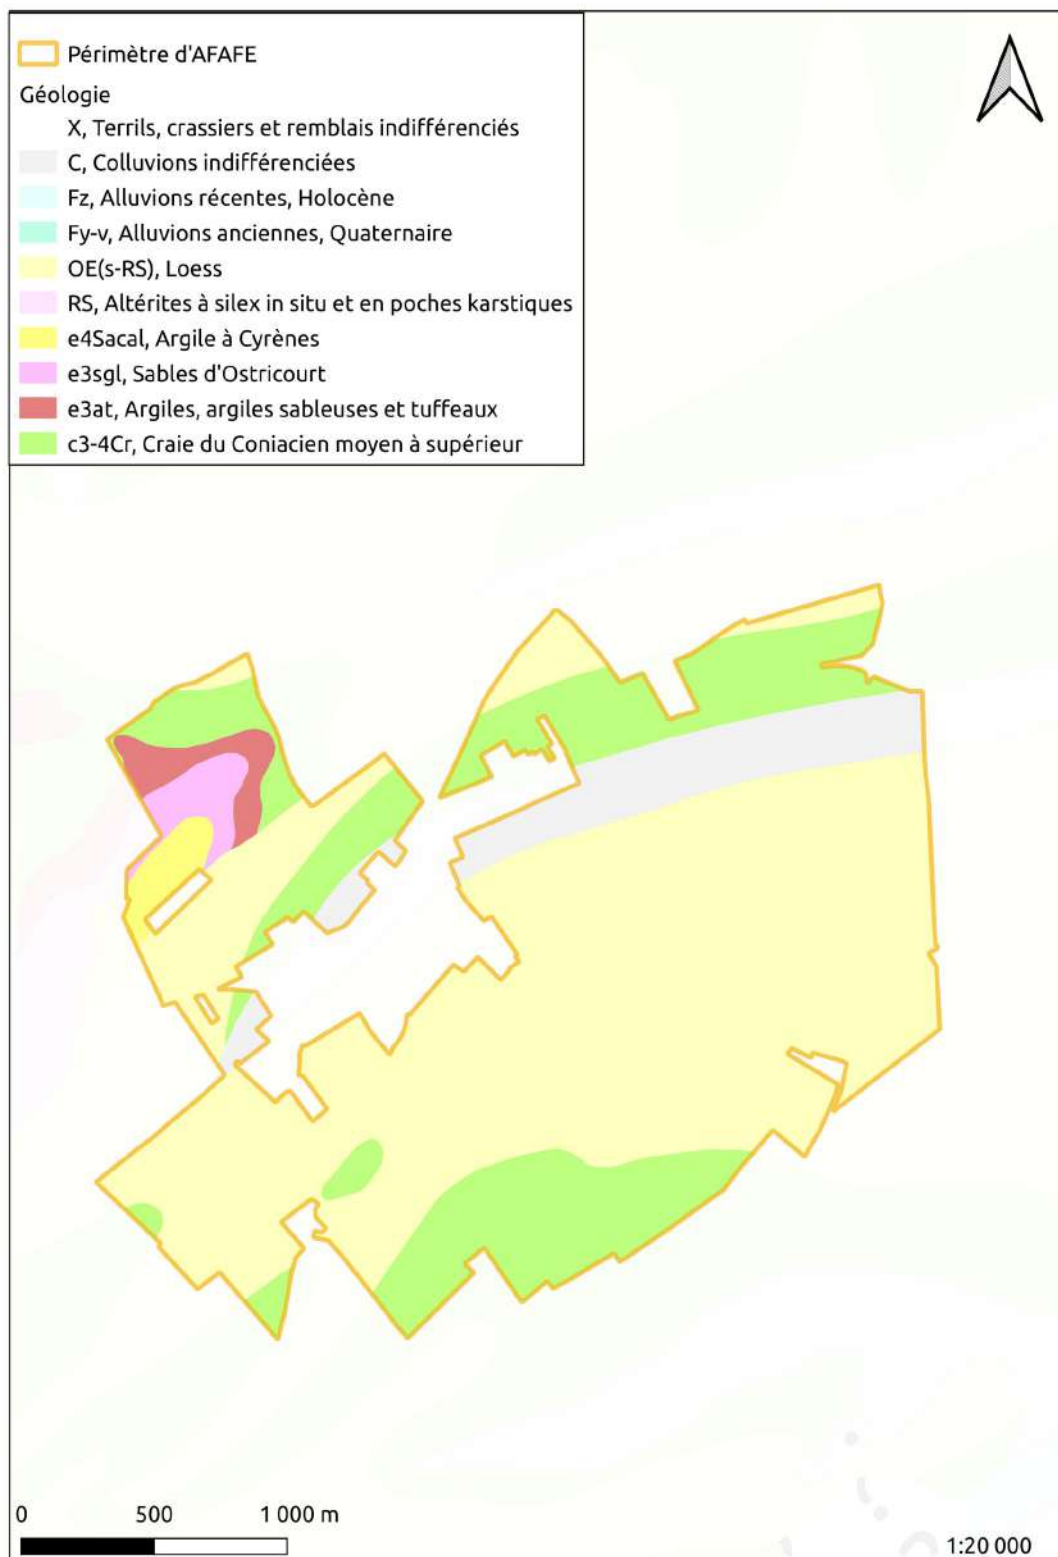 Périmètre d'AFAFE
Géologie
X, Terrils, crassiers et remblais indifférenciés
C, Colluvions indifférenciées
Fz, Alluvions récentes, Holocène
Fy-v, Alluvions anciennes, Quaternaire
OE(s-RS), Loess
RS, Altérites à silex in situ et en poches karstiques
e4Sacal, Argile à Cyrènes
e3sgl, Sables d'Ostricourt
e3at, Argiles, argiles sableuses et tuffeaux
c3-4Cr, Craie du Coniacien moyen à supérieur
0 500 1 000 m
1:20 000